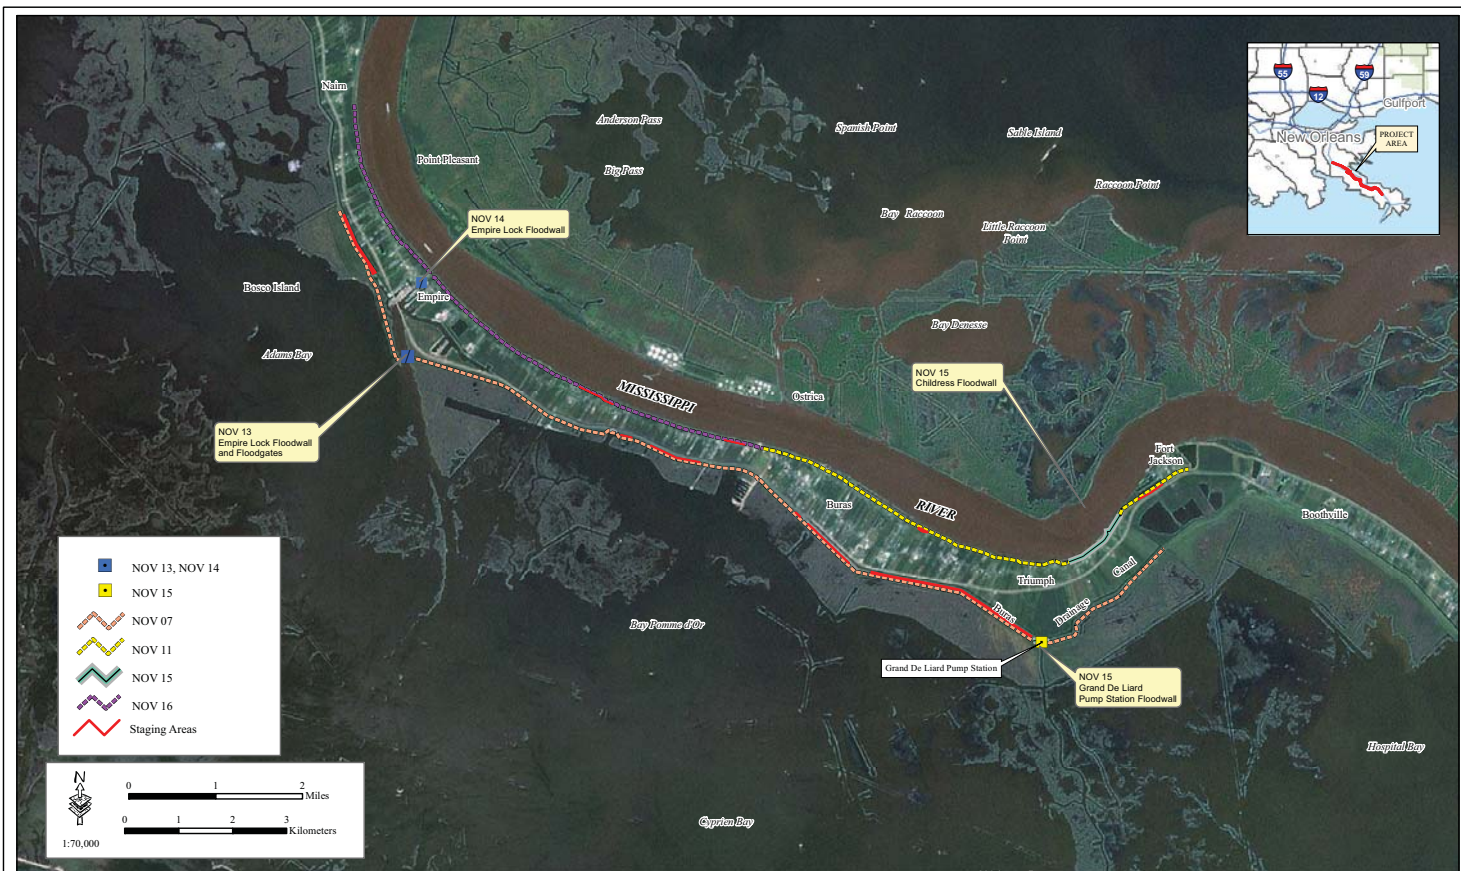 Nairn
Anderson Pass
Spanish Point
Sable Island
Point Pleasant
Big Pass
Raccoon Point
Bay Raccoon
Little Raccoon
Point
55
59
12
Gulfport
New Orleans
PROJECT
AREA
NOV 14
Empire Lock Floodwall
Bosco Island
Empire
Adams Bay
Bay Denesse
NOV 15
Childress Floodwall
MISSISSIPPI
Ostrica
NOV 13
Empire Lock Floodwall
and Floodgates
Fort
Jackson
Buras
RIVER
Boothville
Triumph
Buras
Drainage
Canal
Bay Pomme d'Or
Grand De Liard Pump Station
NOV 15
Grand De Liard
Pump Station Floodwall
Hospital Bay
Cyprien Bay
NOV 13, NOV 14
NOV 15
NOV 07
NOV 11
NOV 15
NOV 16
Staging Areas
N
1:70,000
0 1 2
Miles
0 1 2 3
Kilometers